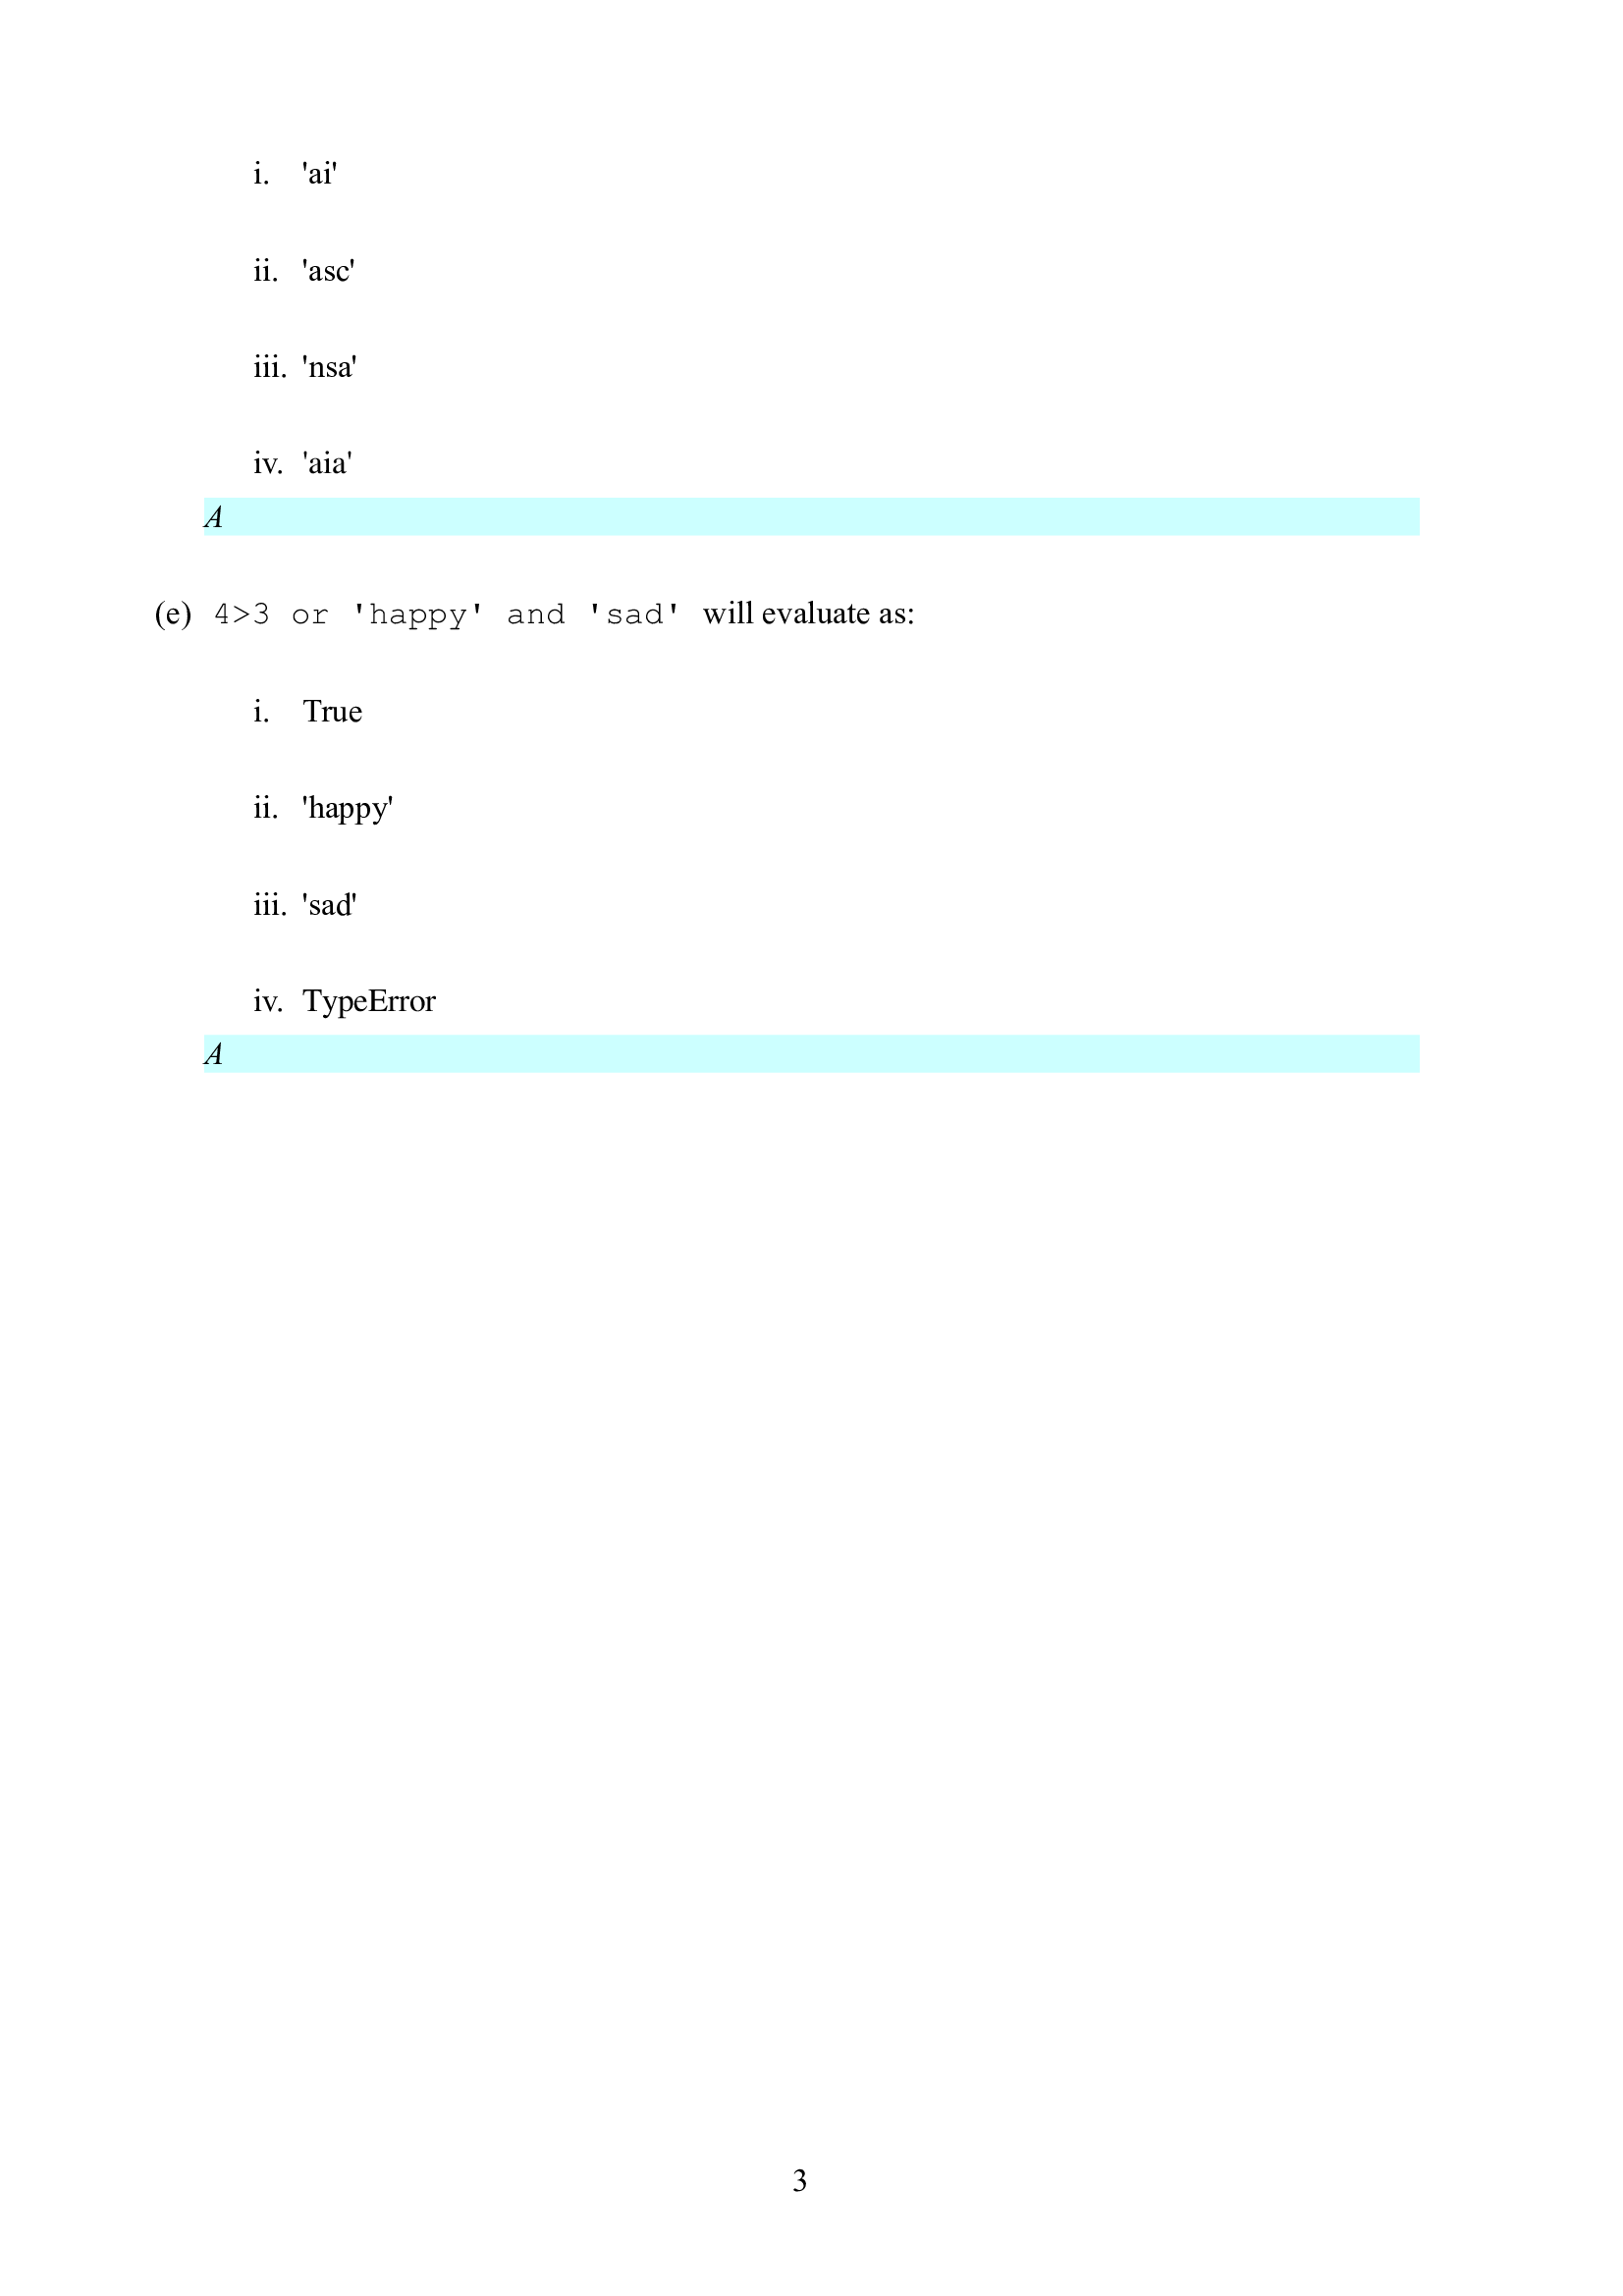 i. 'ai'
ii. 'asc'
iii. 'nsa'
iv. 'aia'
A
(e) 4>3 or 'happy' and 'sad' will evaluate as:
i. True
ii. 'happy'
iii. 'sad'
iv. TypeError
A
3